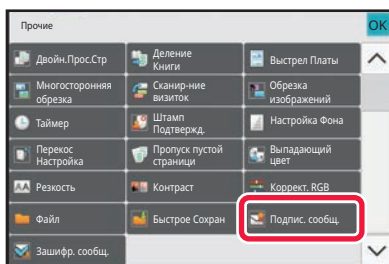 Прочие
OK
Двойн.Прос.Стр
Деление
Книги
Выстрел Платы
Многосторонняя
обрезка
Сканир-ние
визиток
Обрезка
изображений
Таймер
Штамп
Подтвержд.
Настройка Фона
Перекос
Настройка
Пропуск пустой
страници
Выпадающий
цвет
Резкость
Контраст
Коррект. RGB
Файл
Быстрое Сохран
Подпис. сообщ.
Зашифр. сообщ.